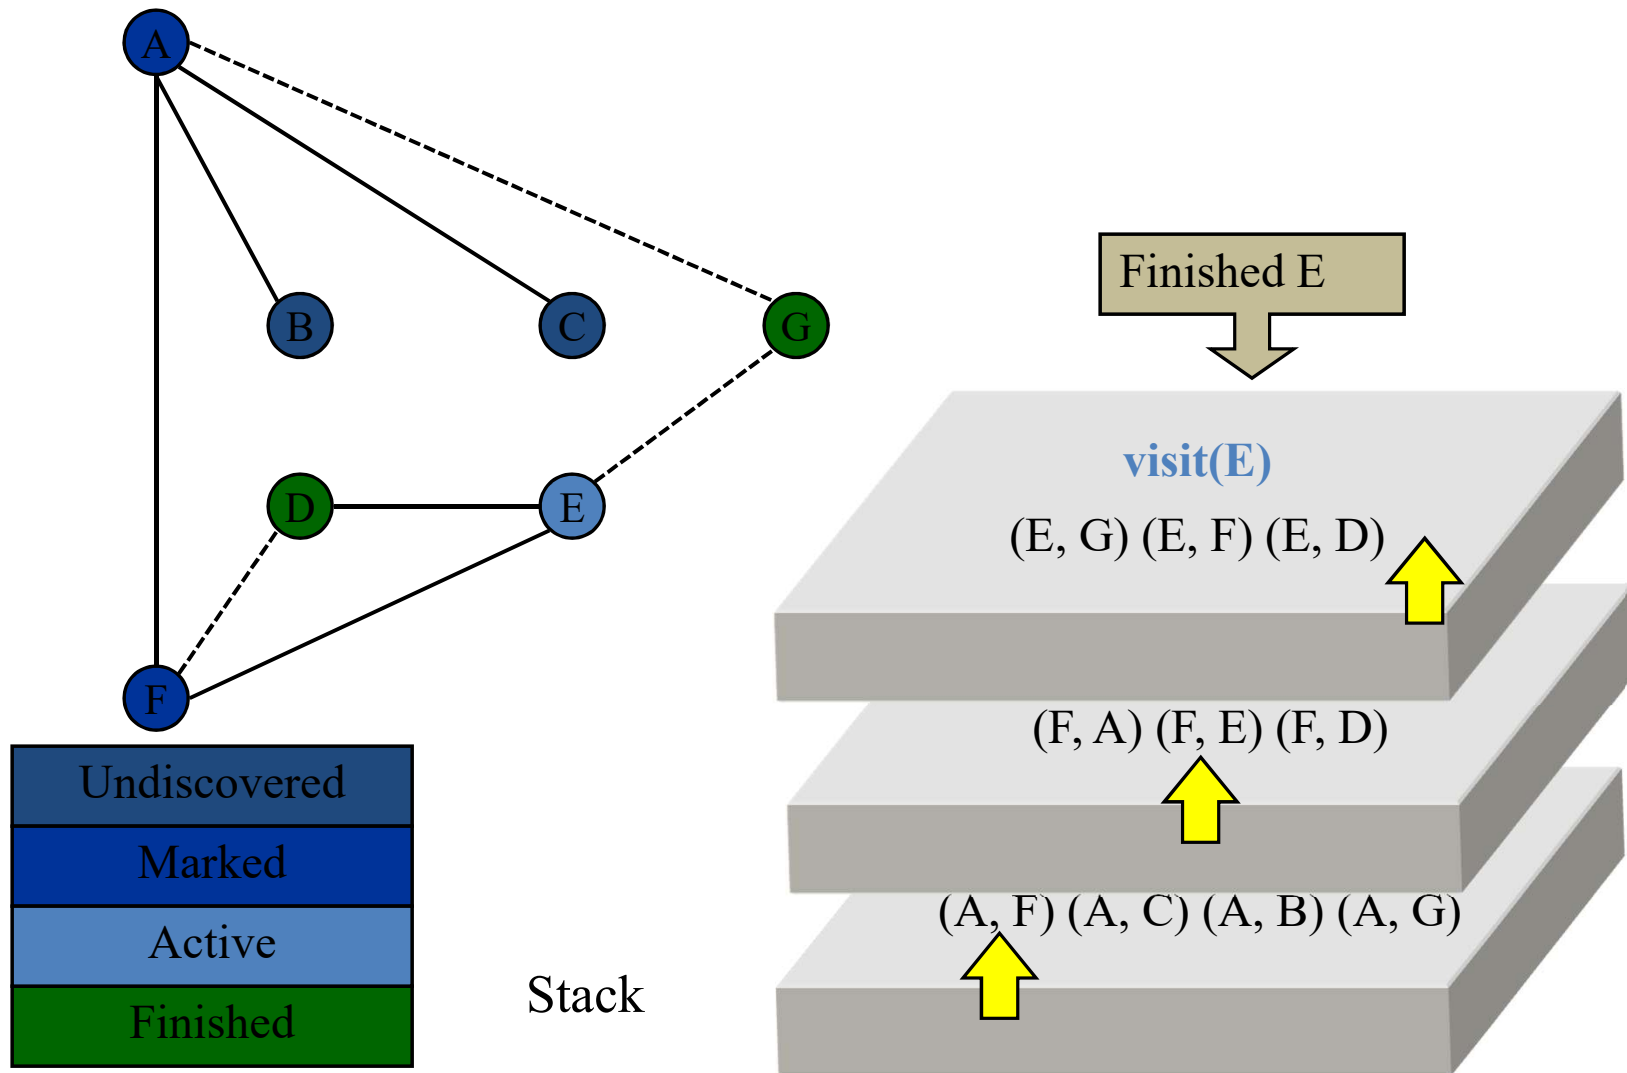 A
B
C
G
D
E
F
Undiscovered
Marked
Active
Finished
Stack
Finished E
visit(E)
(E, G) (E, F) (E, D)
(F, A) (F, E) (F, D)
(A, F) (A, C) (A, B) (A, G)